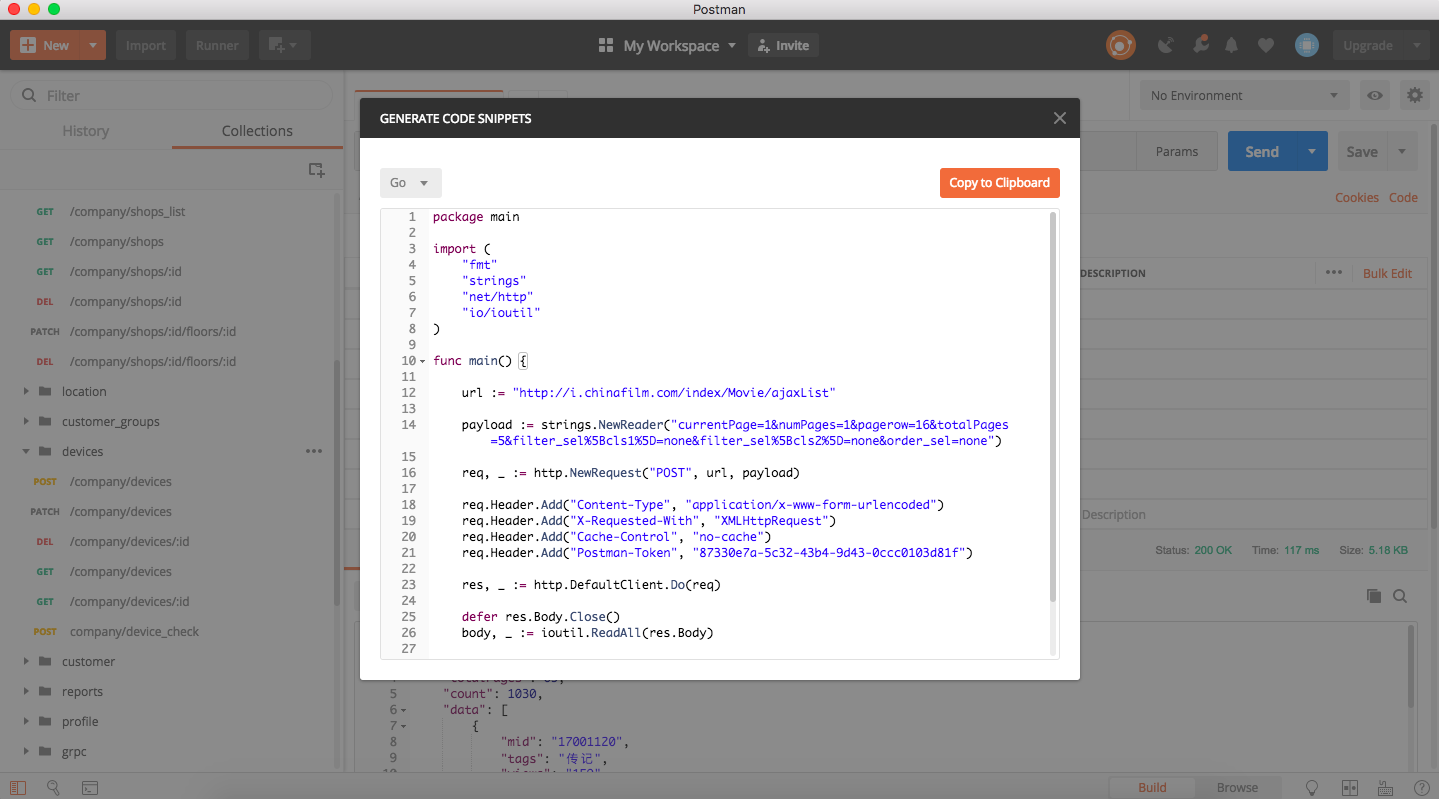 Postman
New
Import
Runner
My Workspace
Invite
Upgrade
Filter
History
Collections
GET /company/shops_list
GET /company/shops
GET /company/shops/:id
DEL /company/shops/:id
PATCH /company/shops/:id/floors/:id
DEL /company/shops/:id/floors/:id
location
customer_groups
devices
POST /company/devices
PATCH /company/devices
DEL /company/devices/:id
GET /company/devices
GET /company/devices/:id
POST company/device_check
customer
reports
profile
grpc
No Environment
Params
Send
Save
Cookies Code
DESCRIPTION
Bulk Edit
Description
Status: 200 OK Time: 117 ms Size: 5.18 KB
GENERATE CODE SNIPPETS
Go
Copy to Clipboard
1 package main
2
3 import (
4 "fmt"
5 "strings"
6 "net/http"
7 "io/ioutil"
8 )
9
10 func main() {
11
12 url := "http://i.chinafilm.com/index/Movie/ajaxList"
13
14 payload := strings.NewReader("currentPage=1&numPages=1&pagerow=16&totalPages
=5&filter_sel%5Bcls1%5D=none&filter_sel%5Bcls2%5D=none&order_sel=none")
15
16 req, _ := http.NewRequest("POST", url, payload)
17
18 req.Header.Add("Content-Type", "application/x-www-form-urlencoded")
19 req.Header.Add("X-Requested-With", "XMLHttpRequest")
20 req.Header.Add("Cache-Control", "no-cache")
21 req.Header.Add("Postman-Token", "87330e7a-5c32-43b4-9d43-0ccc0103d81f")
22
23 res, _ := http.DefaultClient.Do(req)
24
25 defer res.Body.Close()
26 body, _ := ioutil.ReadAll(res.Body)
27
5 "count": 1030,
6 "data": [
7 {
8 "mid": "17001120",
9 "tags": "传记",
Build
Browse